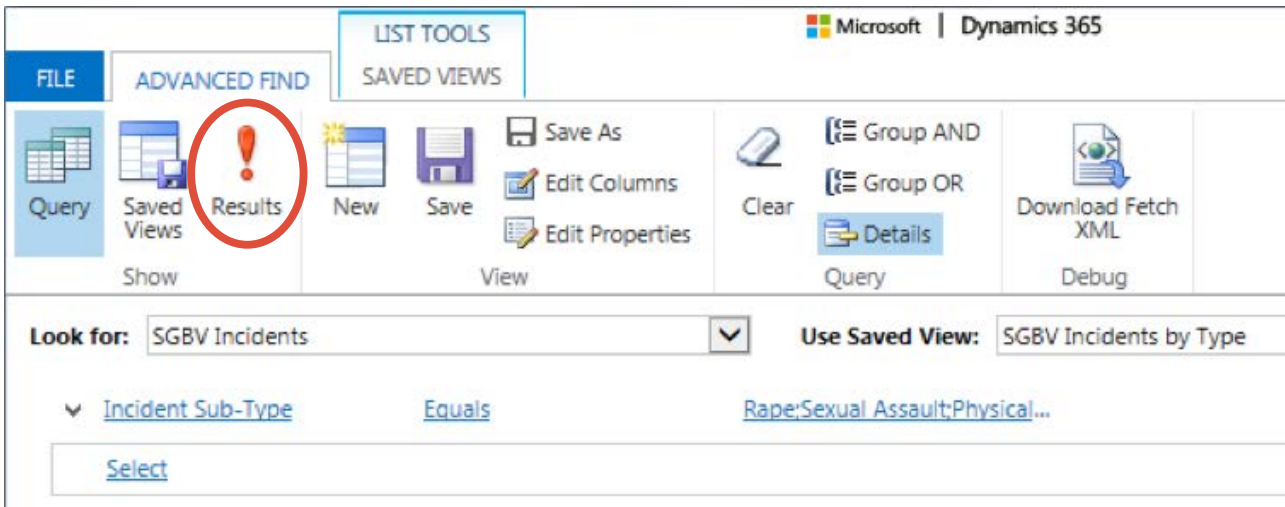 LIST TOOLS
Microsoft | Dynamics 365
FILE
ADVANCED FIND
SAVED VIEWS
Query
Saved Views
Results
New
Save
Save As
Edit Columns
Edit Properties
Clear
Group AND
Group OR
Details
Download Fetch XML
Show
View
Query
Debug
Look for:
SGBV Incidents
Use Saved View:
SGBV Incidents by Type
Incident Sub-Type
Equals
Rape;Sexual Assault;Physical...
Select